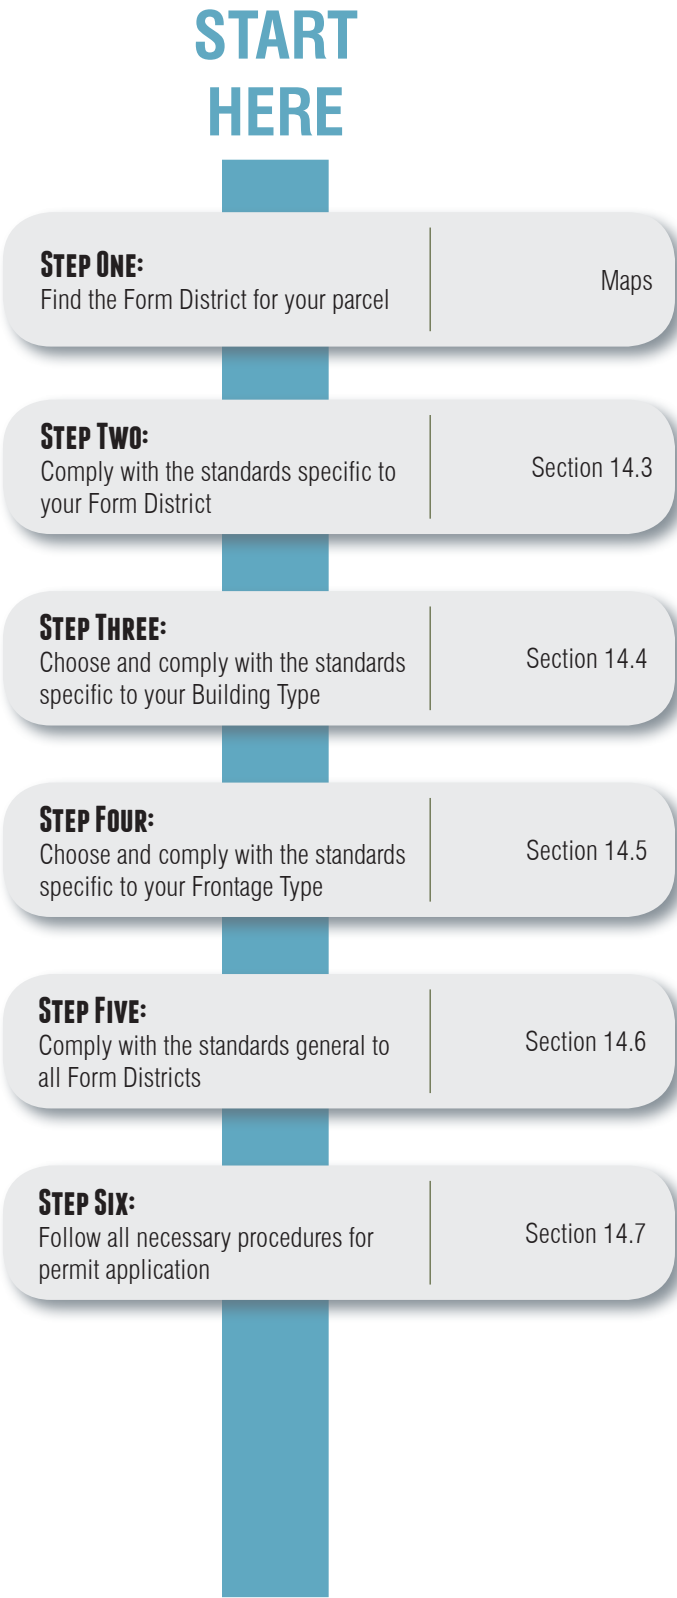 START
HERE
STEP ONE:
Find the Form District for your parcel
Maps
STEP TWO:
Comply with the standards specific to
your Form District
Section 14.3
STEP THREE:
Choose and comply with the standards
specific to your Building Type
Section 14.4
STEP FOUR:
Choose and comply with the standards
specific to your Frontage Type
Section 14.5
STEP FIVE:
Comply with the standards general to
all Form Districts
Section 14.6
STEP SIX:
Follow all necessary procedures for
permit application
Section 14.7